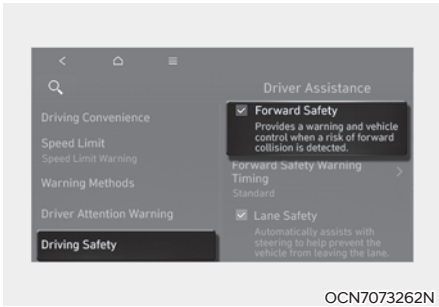 Driver Assistance
Driving Convenience
Speed Limit
Speed Limit Warning
Warning Methods
Driver Attention Warning
Driving Safety
Forward Safety
Provides a warning and vehicle
control when a risk of forward
collision is detected.
Forward Safety Warning
Timing
Standard
Lane Safety
Automatically assists with
steering to help prevent the
vehicle from leaving the lane.
OCN7073262N